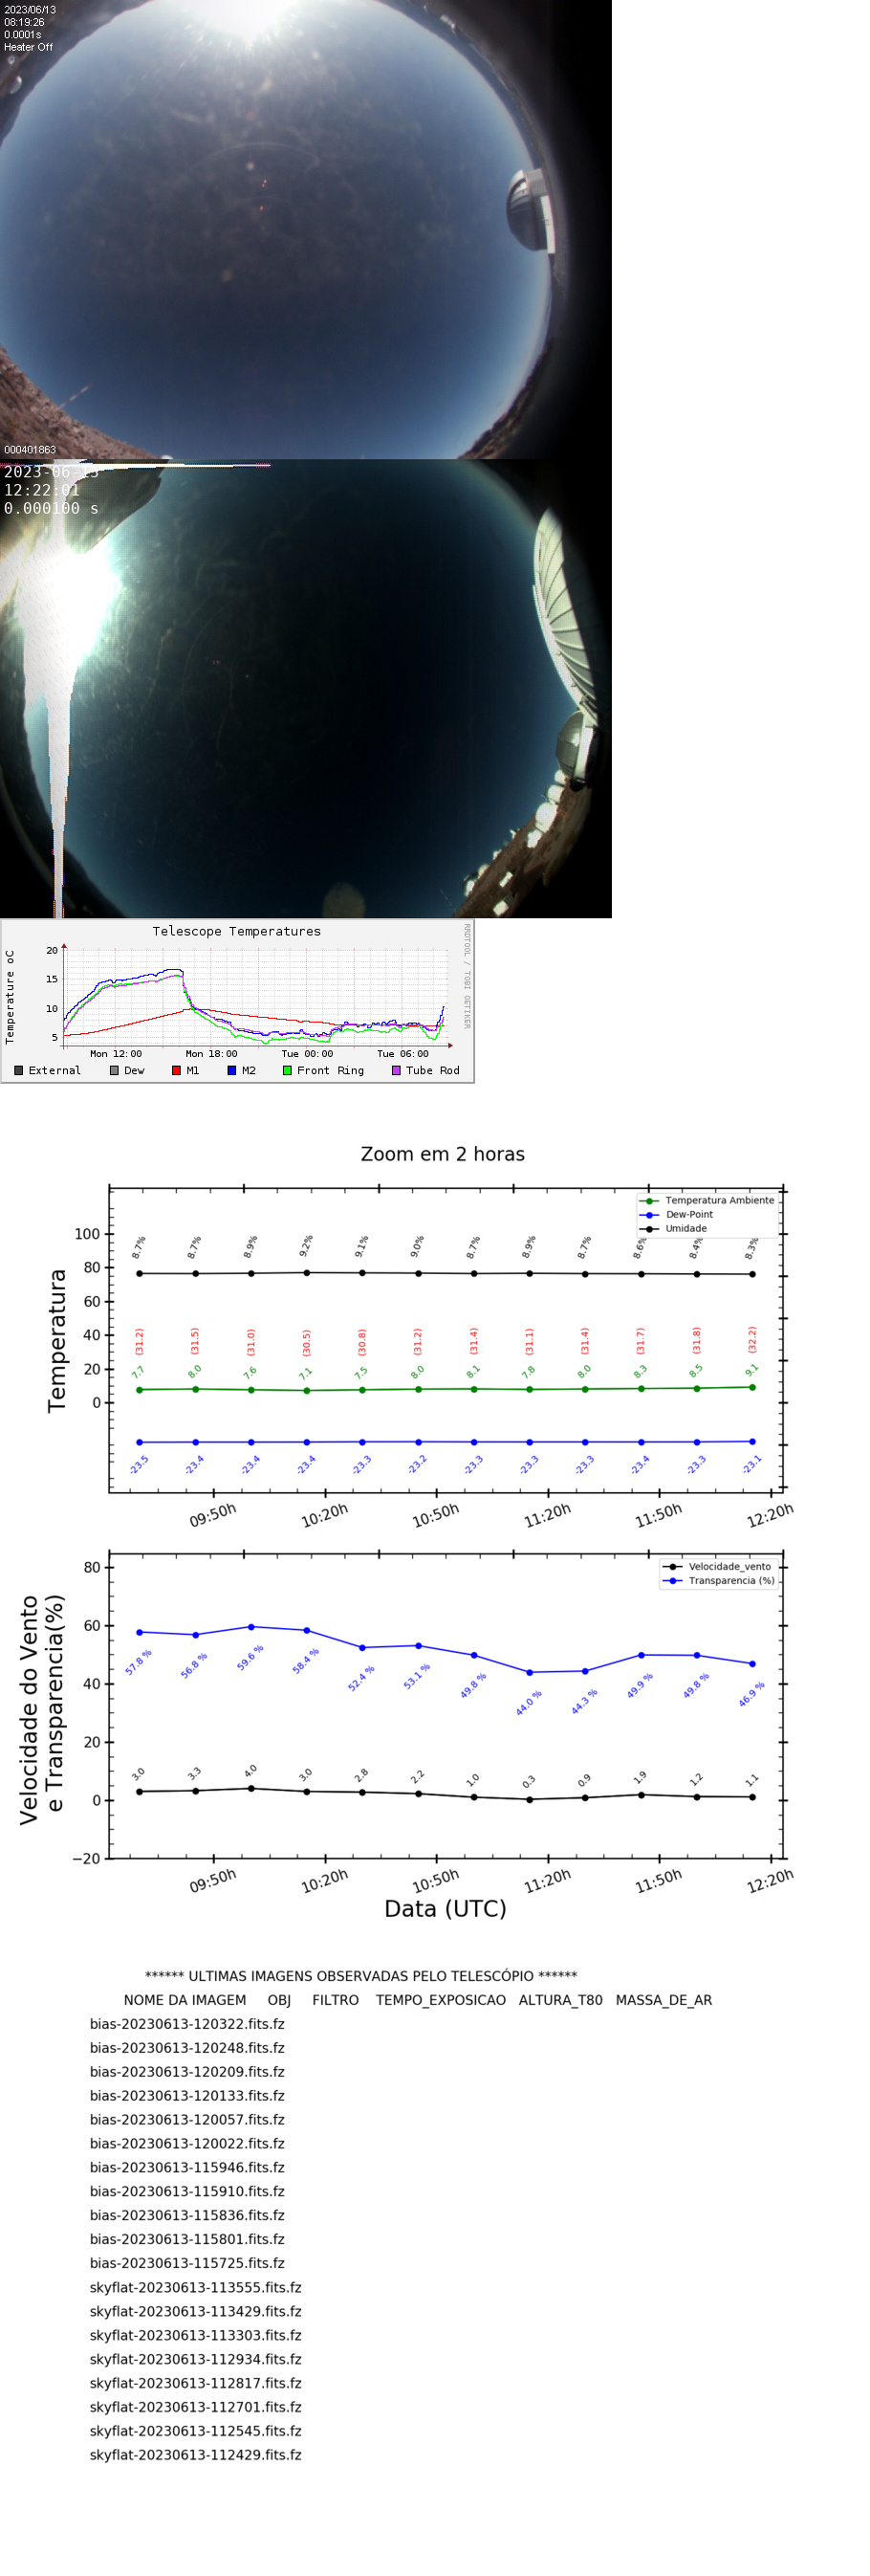 2023/06/13
08:19:26
0.0001s
Heater Off
000401863
2023-06-13
12:22:01
0.000100 s
Telescope Temperatures
RRDTOOL / TOBI OETIKER
Temperature oC
20
15
10
5
Mon 12:00 Mon 18:00 Tue 00:00 Tue 06:00
External Dew M1 M2 Front Ring Tube Rod
Zoom em 2 horas
Temperatura Ambiente
Dew-Point
Umidade
Temperatura
100
80
60
40
20
0
8.7% 8.7% 8.9% 9.2% 9.1% 9.0% 8.7% 8.9% 8.7% 8.6% 8.4% 8.3%
(31.2) (31.5) (31.0) (30.5) (30.8) (31.2) (31.4) (31.1) (31.4) (31.7) (31.8) (32.2)
7.7 8.0 7.6 7.1 7.5 8.0 8.1 7.8 8.0 8.3 8.5 9.1
-23.5 -23.4 -23.4 -23.4 -23.3 -23.2 -23.3 -23.3 -23.3 -23.4 -23.3 -23.1
09:50h 10:20h 10:50h 11:20h 11:50h 12:20h
Velocidade_vento
Transparencia (%)
Velocidade do Vento
e Transparencia(%)
80
60
40
20
0
−20
57.8 % 56.8 % 59.6 % 58.4 % 52.4 % 53.1 % 49.8 % 44.0 % 44.3 % 49.9 % 49.8 % 46.9 %
3.0 3.3 4.0 3.0 2.8 2.2 1.0 0.3 0.9 1.9 1.2 1.1
09:50h 10:20h 10:50h 11:20h 11:50h 12:20h
Data (UTC)
****** ULTIMAS IMAGENS OBSERVADAS PELO TELESCÓPIO ******
NOME DA IMAGEM OBJ FILTRO TEMPO_EXPOSICAO ALTURA_T80 MASSA_DE_AR
bias-20230613-120322.fits.fz
bias-20230613-120248.fits.fz
bias-20230613-120209.fits.fz
bias-20230613-120133.fits.fz
bias-20230613-120057.fits.fz
bias-20230613-120022.fits.fz
bias-20230613-115946.fits.fz
bias-20230613-115910.fits.fz
bias-20230613-115836.fits.fz
bias-20230613-115801.fits.fz
bias-20230613-115725.fits.fz
skyflat-20230613-113555.fits.fz
skyflat-20230613-113429.fits.fz
skyflat-20230613-113303.fits.fz
skyflat-20230613-112934.fits.fz
skyflat-20230613-112817.fits.fz
skyflat-20230613-112701.fits.fz
skyflat-20230613-112545.fits.fz
skyflat-20230613-112429.fits.fz